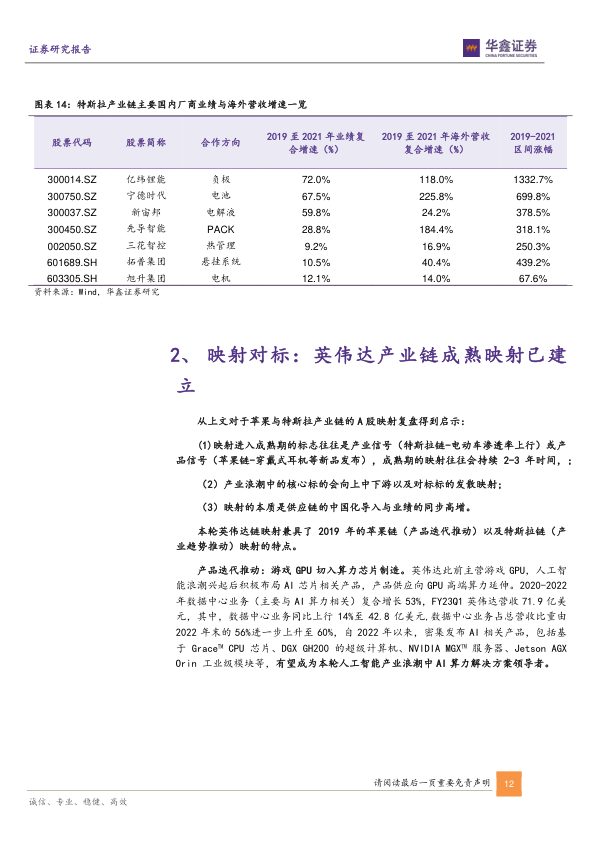 证券研究报告
华鑫证券
CHINA FORTUNE SECURITIES
图表 14：特斯拉产业链主要国内厂商业绩与海外营收增速一览
股票代码 股票简称 合作方向 2019 至 2021 年业绩复合增速（%） 2019 至 2021 年海外营收复合增速（%） 2019-2021 区间涨幅
300014.SZ 亿纬锂能 负极 72.0% 118.0% 1332.7%
300750.SZ 宁德时代 电池 67.5% 225.8% 699.8%
300037.SZ 新宙邦 电解液 59.8% 24.2% 378.5%
300450.SZ 先导智能 PACK 28.8% 184.4% 318.1%
002050.SZ 三花智控 热管理 9.2% 16.9% 250.3%
601689.SH 拓普集团 悬挂系统 10.5% 40.4% 439.2%
603305.SH 旭升集团 电机 12.1% 14.0% 67.6%
资料来源：Wind，华鑫证券研究
2、 映射对标：英伟达产业链成熟映射已建
立
从上文对于苹果与特斯拉产业链的 A 股映射复盘得到启示：
(1)映射进入成熟期的标志往往是产业信号（特斯拉链-电动车渗透率上行）或产
品信号（苹果链-穿戴式耳机等新品发布），成熟期的映射往往会持续 2-3 年时间，；
（2）产业浪潮中的核心标的会向上中下游以及对标标的发散映射；
（3）映射的本质是供应链的中国化导入与业绩的同步高增。
本轮英伟达链映射兼具了 2019 年的苹果链（产品迭代推动）以及特斯拉链（产
业趋势推动）映射的特点。
产品迭代推动：游戏 GPU 切入算力芯片制造。英伟达此前主营游戏 GPU，人工智
能浪潮兴起后积极布局 AI 芯片相关产品，产品供应向 GPU 高端算力延伸。2020-2022
年数据中心业务（主要与 AI 算力相关）复合增长 53%，FY23Q1 英伟达营收 71.9 亿美
元，其中，数据中心业务同比上行 14%至 42.8 亿美元,数据中心业务占总营收比重由
2022 年末的 56%进一步上升至 60%，自 2022 年以来，密集发布 AI 相关产品，包括基
于 Grace™ CPU 芯片、DGX GH200 的超级计算机、NVIDIA MGX™ 服务器、Jetson AGX
Orin 工业级模块等，有望成为本轮人工智能产业浪潮中 AI 算力解决方案领导者。
请阅读最后一页重要免责声明 12
诚信、专业、稳健、高效